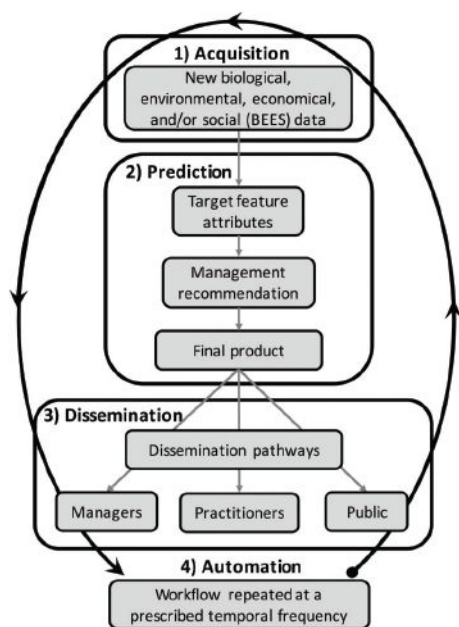 1) Acquisition
New biological,
environmental, economical,
and/or social (BEES) data
2) Prediction
Target feature
attributes
Management
recommendation
Final product
3) Dissemination
Dissemination pathways
Managers
Practitioners
Public
4) Automation
Workflow repeated at a
prescribed temporal frequency